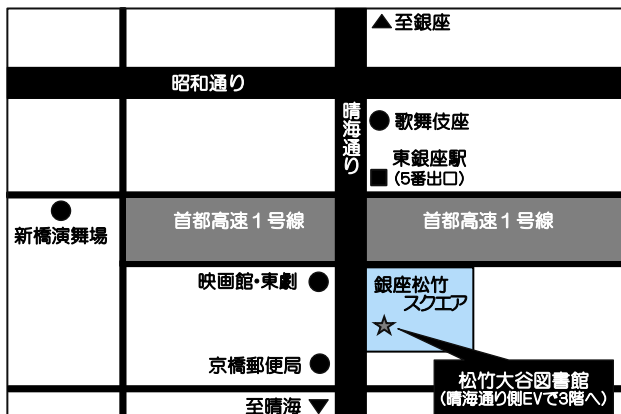 ▲至銀座
昭和通り
晴海通り
歌舞伎座
東銀座駅
(5番出口)
首都高速1号線
首都高速1号線
新橋演舞場
映画館・東劇
銀座松竹
スクエア
京橋郵便局
松竹大谷図書館
(晴海通り側EVで3階へ)
至晴海▼